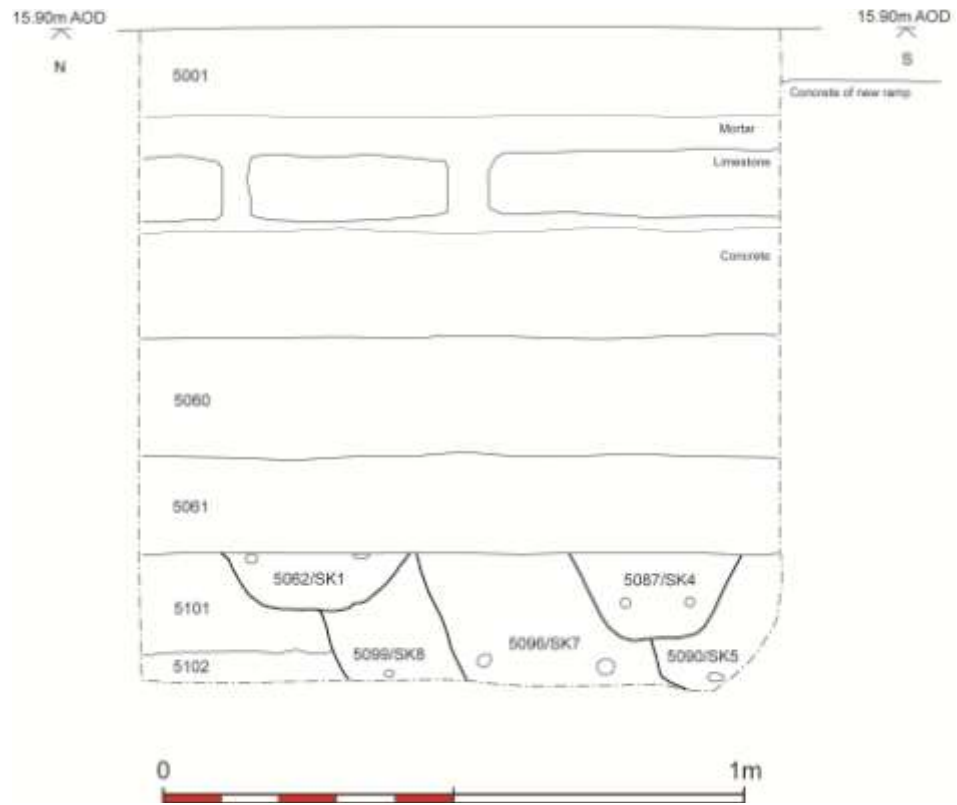 15.90m AOD
15.90m AOD
N
S
5001
Concrete of new ramp
Mortar
Limestone
Concrete
5060
5061
5062/SK1
5087/SK4
5101
5096/SK7
5099/SK8
5090/SK5
5102
0
1m